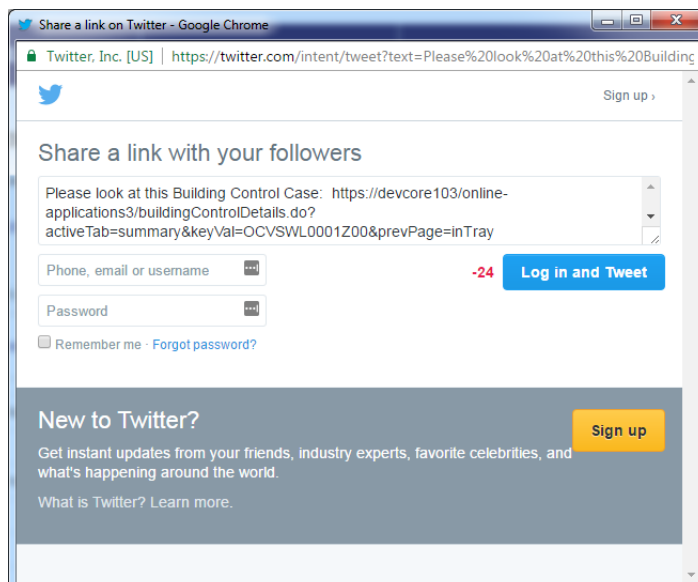 Share a link on Twitter - Google Chrome
Twitter, Inc. [US] | https://twitter.com/intent/tweet?text=Please%20look%20at%20this%20Building
Sign up ›
Share a link with your followers
Please look at this Building Control Case:  https://devcore103/online-
applications3/buildingControlDetails.do?
activeTab=summary&keyVal=OCVSWL0001Z00&prevPage=inTray
Phone, email or username
-24 Log in and Tweet
Password
Remember me · Forgot password?
New to Twitter?
Sign up
Get instant updates from your friends, industry experts, favorite celebrities, and
what's happening around the world.
What is Twitter? Learn more.